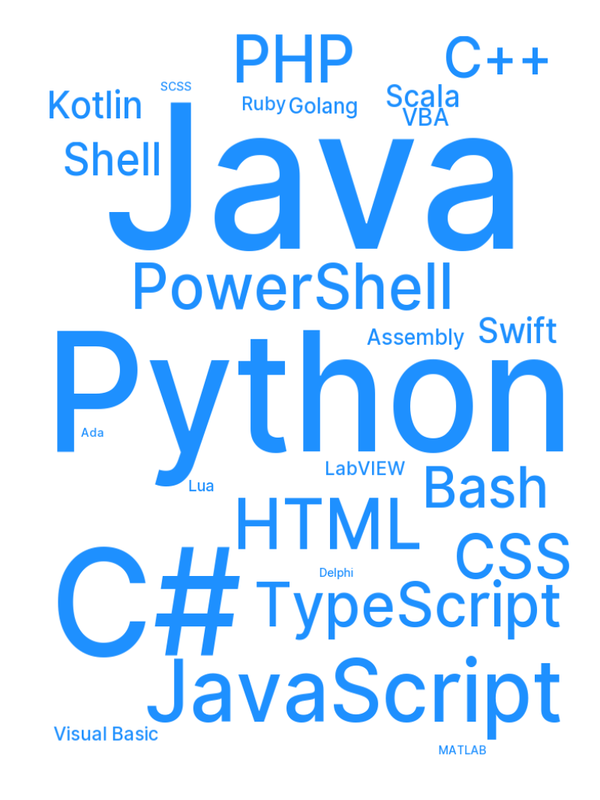 PHP
C++
SCSS
Kotlin
Ruby
Golang
Scala
VBA
Shell
Java
PowerShell
Assembly
Swift
Python
Ada
LabVIEW
Lua
Bash
HTML
CSS
Delphi
C#
TypeScript
JavaScript
Visual Basic
MATLAB